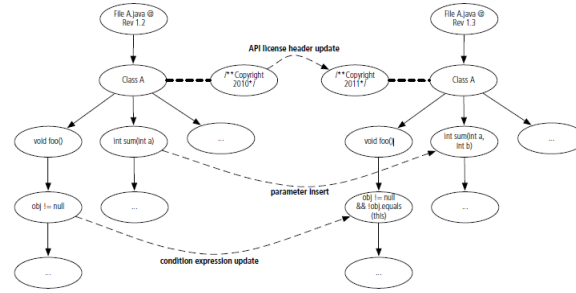 File A.java @
Rev 1.2
File A.java @
Rev 1.3
API license header update
Class A
/**Copyright
2010*/
/**Copyright
2011*/
Class A
void foo()
int sum(int a)
...
void foo()
int sum(int a,
int b)
...
parameter insert
obj != null
...
obj != null
&& !obj.equals
(this)
...
condition expression update
...
...